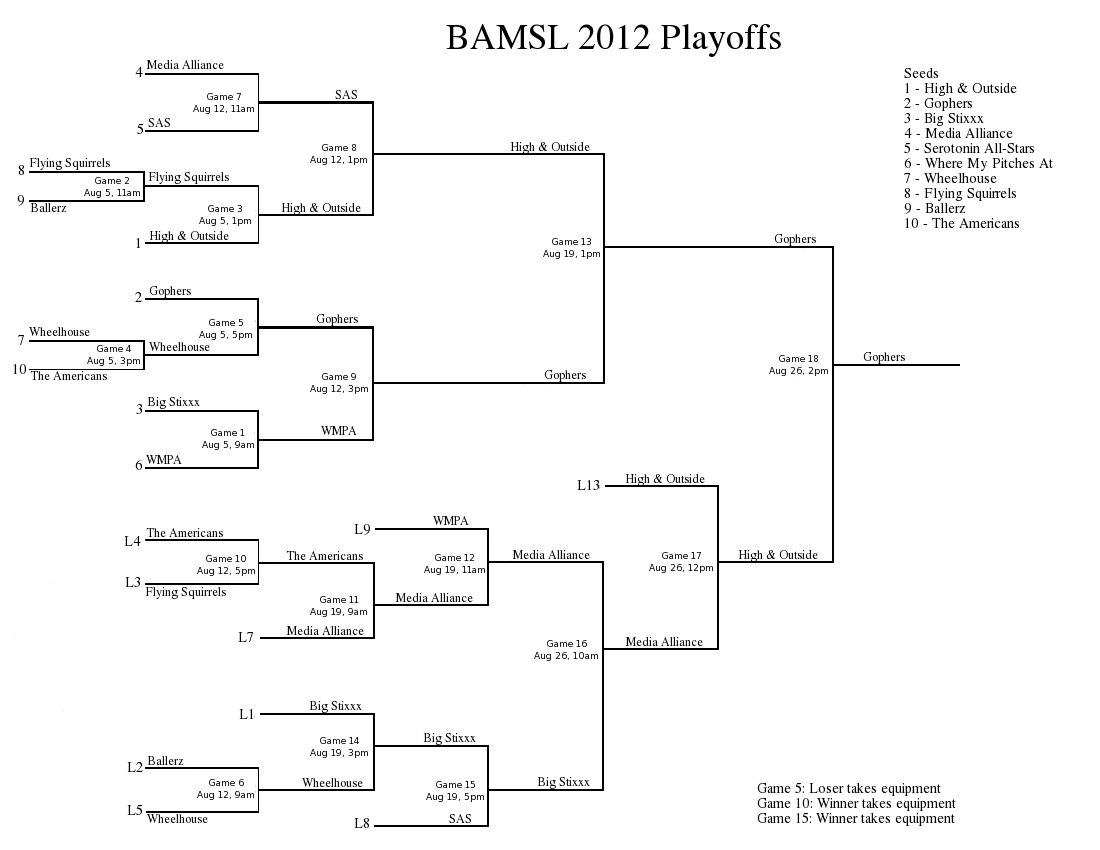 BAMSL 2012 Playoffs
Seeds
1 - High & Outside
2 - Gophers
3 - Big Stixxx
4 - Media Alliance
5 - Serotonin All-Stars
6 - Where My Pitches At
7 - Wheelhouse
8 - Flying Squirrels
9 - Ballerz
10 - The Americans
4 Media Alliance
Game 7
Aug 12, 11am
5 SAS
SAS
8 Flying Squirrels
Game 2
Aug 5, 11am
9 Ballerz
Flying Squirrels
Game 3
Aug 5, 1pm
1 High & Outside
High & Outside
Game 8
Aug 12, 1pm
High & Outside
2 Gophers
Game 5
Aug 5, 5pm
7 Wheelhouse
Game 4
Aug 5, 3pm
10 The Americans
Wheelhouse
Gophers
Game 9
Aug 12, 3pm
3 Big Stixxx
Game 1
Aug 5, 9am
6 WMPA
WMPA
Gophers
Game 13
Aug 19, 1pm
Gophers
Game 18
Aug 26, 2pm
Gophers
L13 High & Outside
Game 17
Aug 26, 12pm
High & Outside
L9 WMPA
Game 12
Aug 19, 11am
Media Alliance
L4 The Americans
Game 10
Aug 12, 5pm
L3 Flying Squirrels
The Americans
Game 11
Aug 19, 9am
L7 Media Alliance
Media Alliance
Game 16
Aug 26, 10am
Media Alliance
L1 Big Stixxx
Game 14
Aug 19, 3pm
L2 Ballerz
Game 6
Aug 12, 9am
L5 Wheelhouse
Wheelhouse
Big Stixxx
Game 15
Aug 19, 5pm
L8 SAS
Big Stixxx
Game 5: Loser takes equipment
Game 10: Winner takes equipment
Game 15: Winner takes equipment